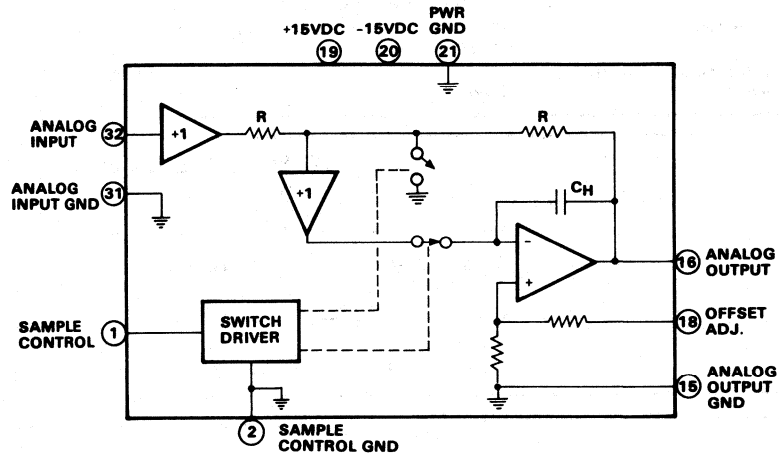 PWR
+15VDC -15VDC GND
19 20 21
ANALOG
INPUT
32
+1
R
R
ANALOG
INPUT GND
31
+1
CH
-
+
16
ANALOG
OUTPUT
SAMPLE
CONTROL
1
SWITCH
DRIVER
18
OFFSET
ADJ.
15
ANALOG
OUTPUT
GND
2
SAMPLE
CONTROL GND